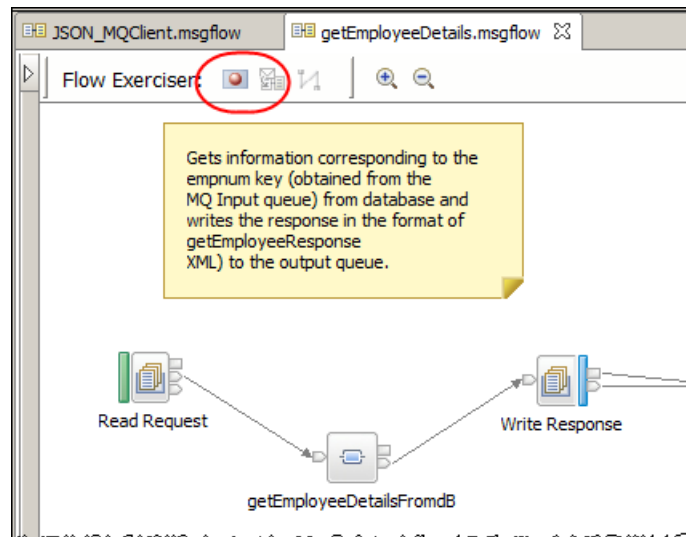 JSON_MQClient.msgflow getEmployeeDetails.msgflow
Flow Exerciser:
Gets information corresponding to the
empnum key (obtained from the
MQ Input queue) from database and
writes the response in the format of
getEmployeeResponse
XML) to the output queue.
Read Request
Write Response
getEmployeeDetailsFromdB